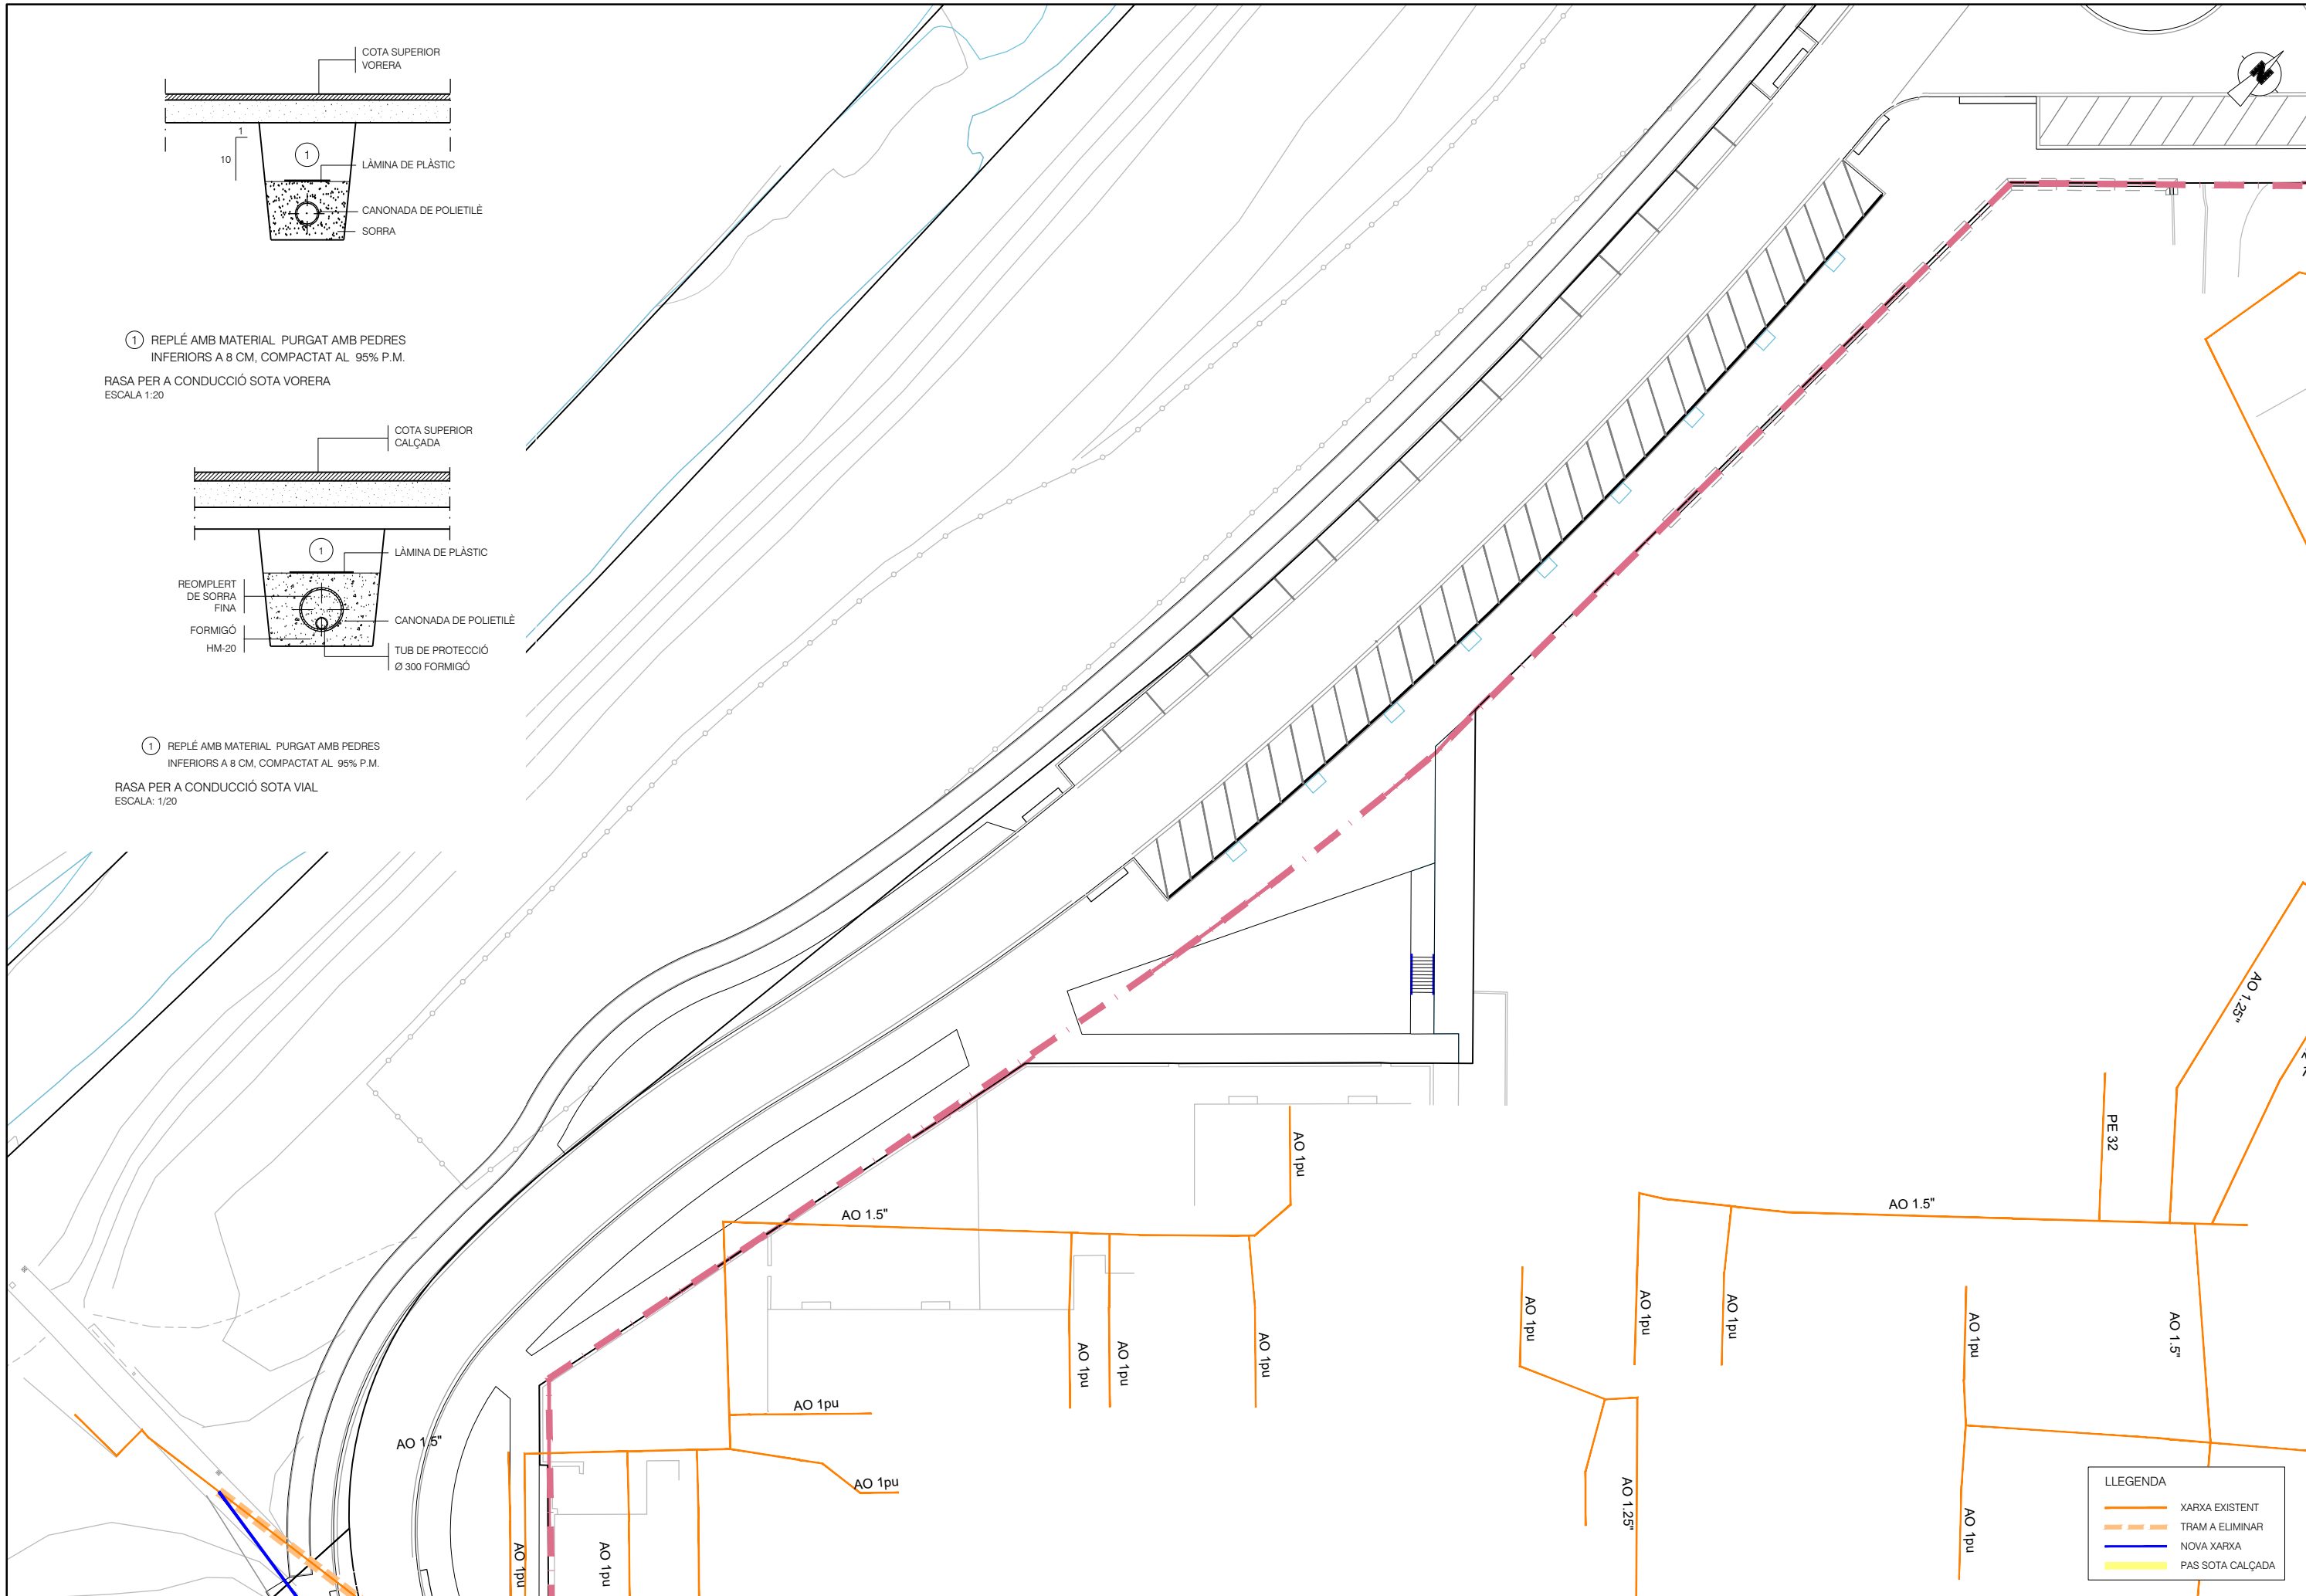 COTA SUPERIOR
VORERA
1
10
1
LÀMINA DE PLÀSTIC
CANONADA DE POLIETILÈ
SORRA
1 REPLÉ AMB MATERIAL PURGAT AMB PEDRES
INFERIORS A 8 CM, COMPACTAT AL 95% P.M.
RASA PER A CONDUCCIÓ SOTA VORERA
ESCALA 1:20
COTA SUPERIOR
CALÇADA
1
LÀMINA DE PLÀSTIC
REOMPLERT
DE SORRA
FINA
CANONADA DE POLIETILÈ
FORMIGÓ
HM-20
TUB DE PROTECCIÓ
Ø 300 FORMIGÓ
1 REPLÉ AMB MATERIAL PURGAT AMB PEDRES
INFERIORS A 8 CM, COMPACTAT AL 95% P.M.
RASA PER A CONDUCCIÓ SOTA VIAL
ESCALA: 1/20
N
AO 1.25"
PE 32
AO 1pu
AO 1.5"
AO 1.5"
AO 1pu
AO 1pu
AO 1pu
AO 1pu
AO 1pu
AO 1pu
AO 1pu
AO 1.5"
AO 1pu
AO 1.5"
AO 1pu
AO 1.25"
AO 1pu
AO 1pu
AO 1pu
LLEGENDA
XARXA EXISTENT
TRAM A ELIMINAR
NOVA XARXA
PAS SOTA CALÇADA